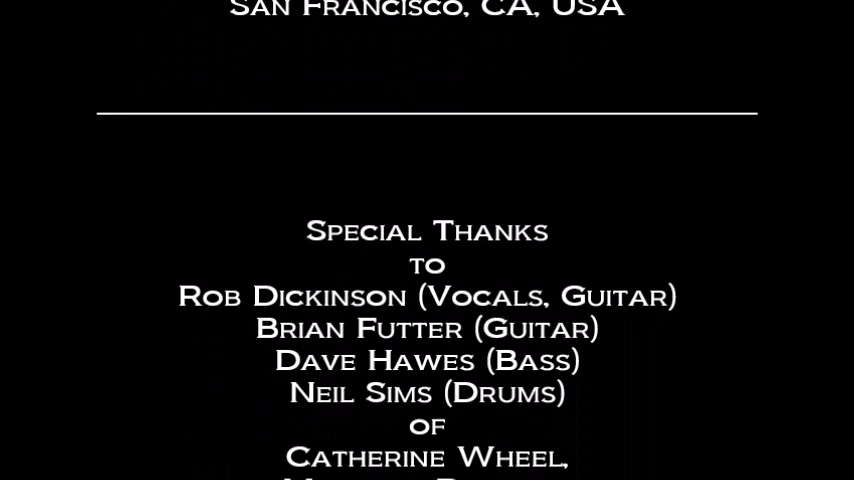 San Francisco, CA, USA
Special Thanks
to
Rob Dickinson (Vocals, Guitar)
Brian Futter (Guitar)
Dave Hawes (Bass)
Neil Sims (Drums)
of
Catherine Wheel,